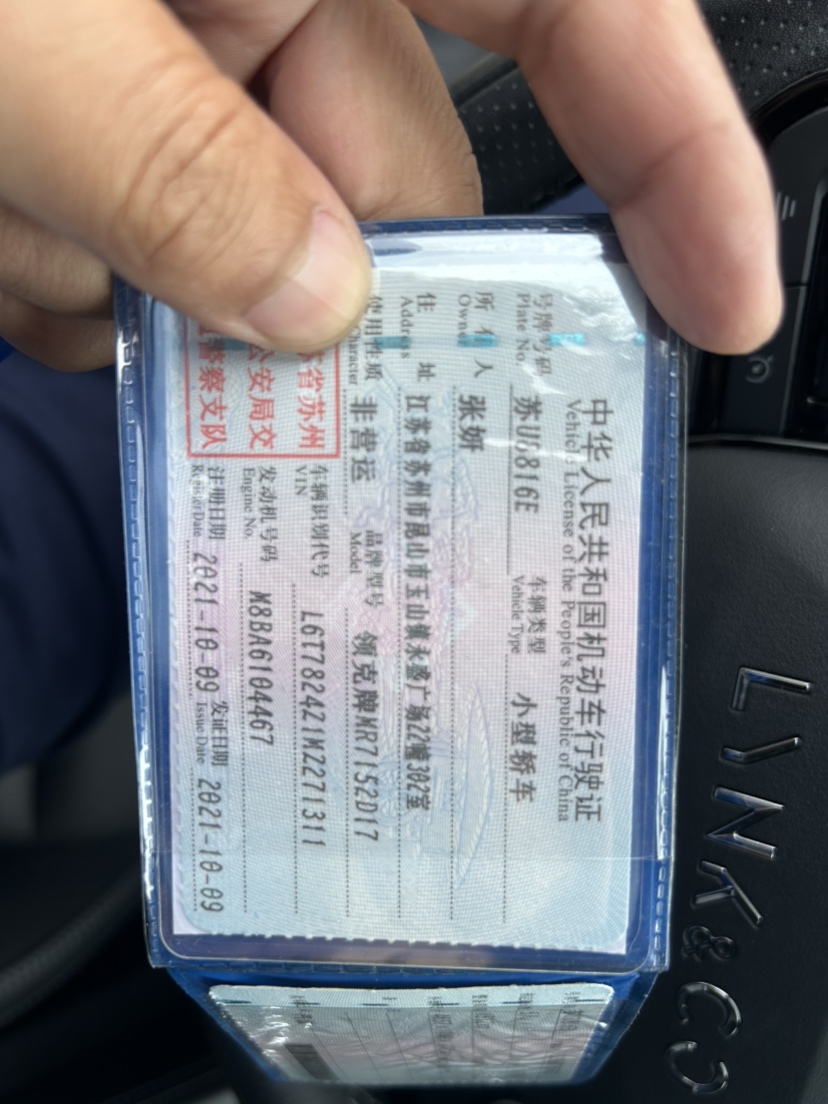 中华人民共和国机动车行驶证
Vehicle License of the People's Republic of China
号牌号码 苏U6816E 车辆类型 小型轿车
Plate No. Vehicle Type
所有人 张妍
Owner
住址 江苏省苏州市昆山市玉山镇永盛广场22幢302室
Address
使用性质 非营运 品牌型号 领克牌MR7152D17
Character Model
省苏州
公安局交
警察支队
车辆识别代号 L6T7824Z1M2271311
VIN
发动机号码 M8BA6104467
Engine No.
注册日期 2021-10-09 发证日期 2021-10-09
Register Date Issue Date
LYNK&CO